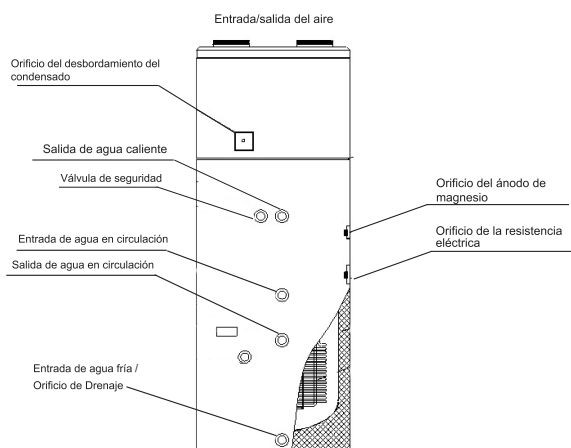 Entrada/salida del aire
Orificio del desbordamiento del
condensado
Salida de agua caliente
Válvula de seguridad
Orificio del ánodo de
magnesio
Entrada de agua en circulación
Orificio de la resistencia
eléctrica
Salida de agua en circulación
Entrada de agua fría /
Orificio de Drenaje